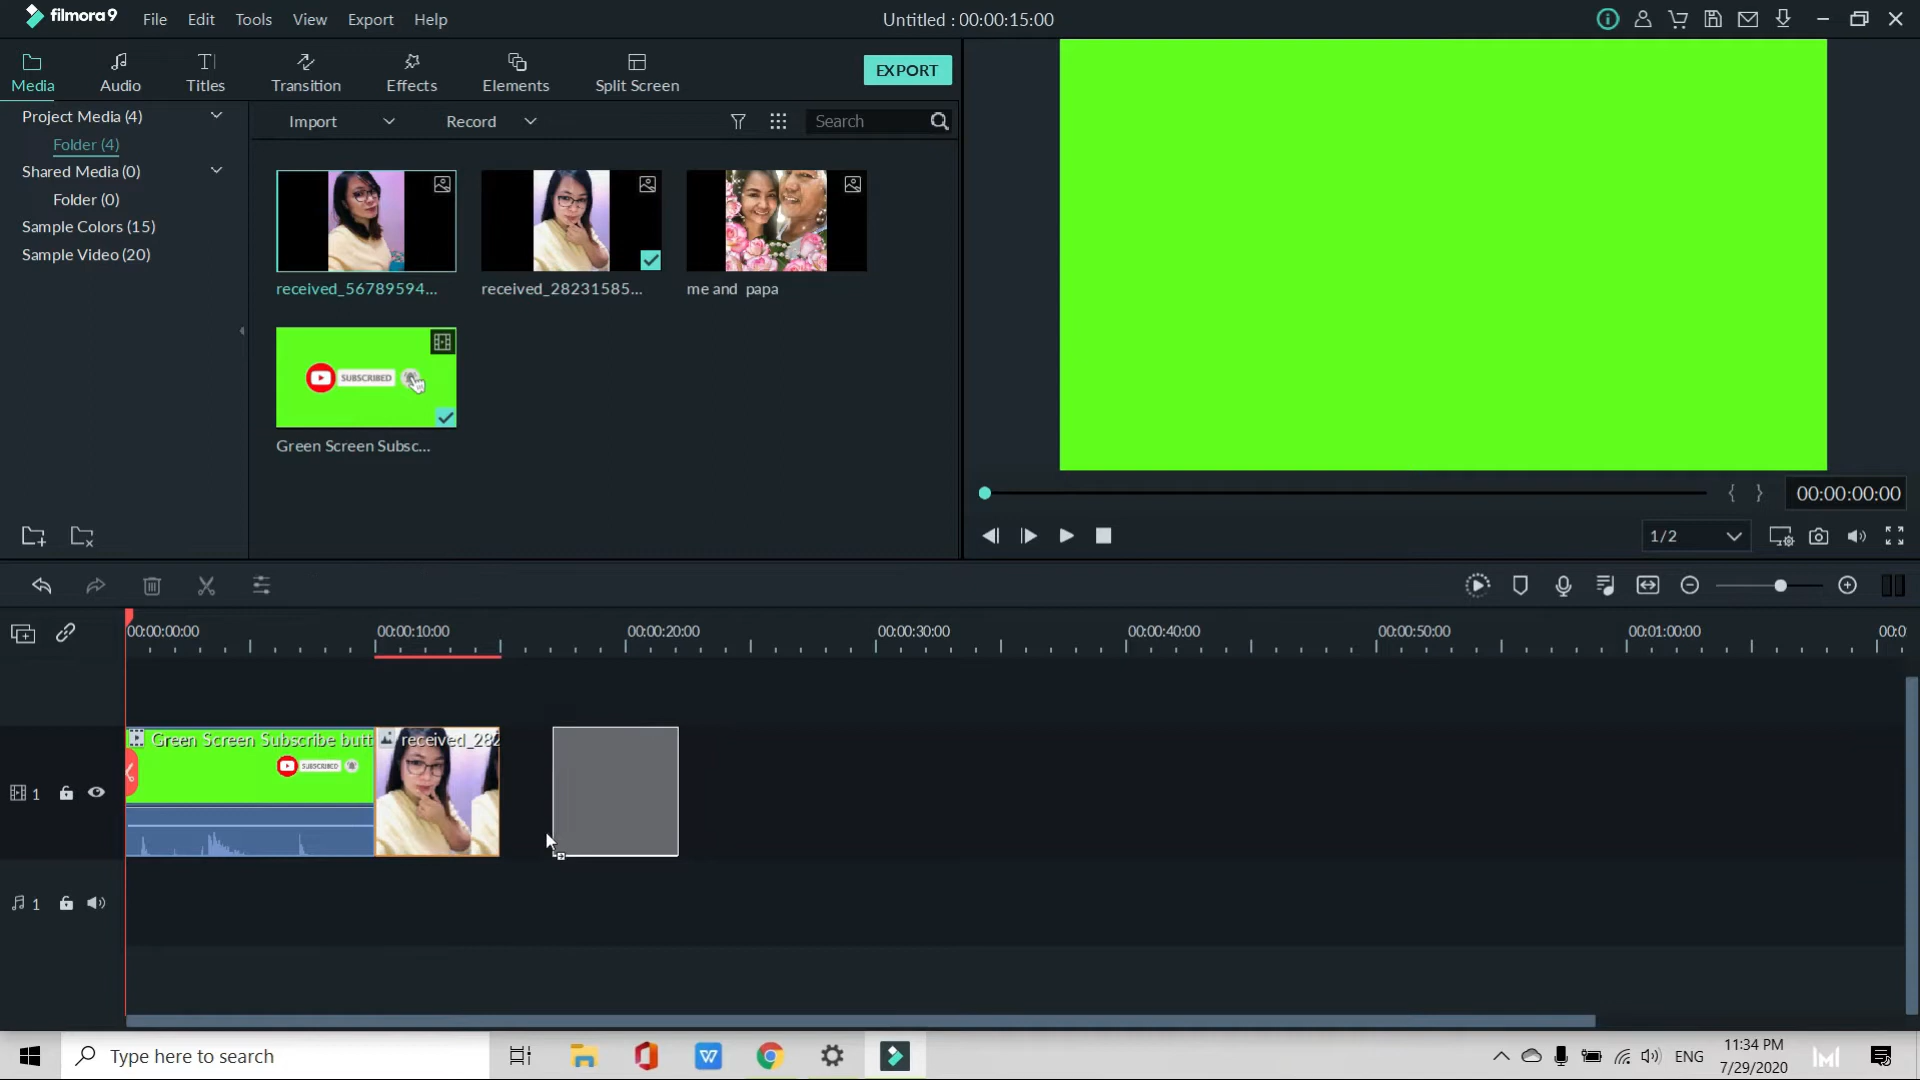 filmora9
File Edit Tools View Export Help
Untitled : 00:00:15:00
Media Audio Titles Transition Effects Elements Split Screen
EXPORT
Project Media (4)
Folder (4)
Shared Media (0)
Folder (0)
Sample Colors (15)
Sample Video (20)
Import Record Search
received_56789594... received_28231585... me and papa
SUBSCRIBED
Green Screen Subsc...
00:00:00:00
1/2
00:00:00:00 00:00:10:00 00:00:20:00 00:00:30:00 00:00:40:00 00:00:50:00 00:01:00:00 00:0
Green Screen Subscribe butt received_282
SUBSCRIBED
1
1
Type here to search
ENG
11:34 PM
7/29/2020